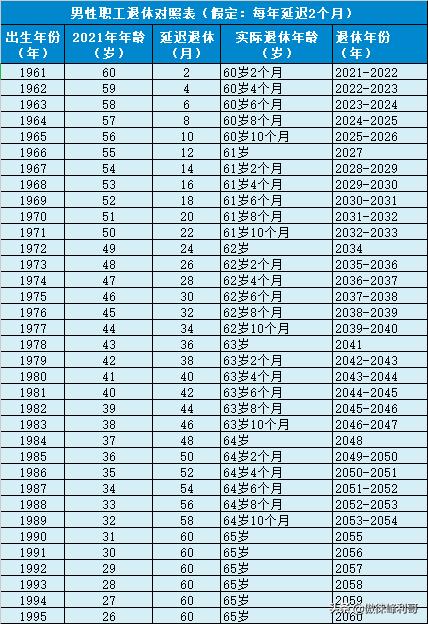 男性职工退休对照表（假定：每年延迟2个月）
出生年份（年） 2021年年龄（岁） 延迟退休（月） 实际退休年龄（岁） 退休年份（年）
1961 60 2 60岁2个月 2021-2022
1962 59 4 60岁4个月 2022-2023
1963 58 6 60岁6个月 2023-2024
1964 57 8 60岁8个月 2024-2025
1965 56 10 60岁10个月 2025-2026
1966 55 12 61岁 2027
1967 54 14 61岁2个月 2028-2029
1968 53 16 61岁4个月 2029-2030
1969 52 18 61岁6个月 2030-2031
1970 51 20 61岁8个月 2031-2032
1971 50 22 61岁10个月 2032-2033
1972 49 24 62岁 2034
1973 48 26 62岁2个月 2035-2036
1974 47 28 62岁4个月 2036-2037
1975 46 30 62岁6个月 2037-2038
1976 45 32 62岁8个月 2038-2039
1977 44 34 62岁10个月 2039-2040
1978 43 36 63岁 2041
1979 42 38 63岁2个月 2042-2043
1980 41 40 63岁4个月 2043-2044
1981 40 42 63岁6个月 2044-2045
1982 39 44 63岁8个月 2045-2046
1983 38 46 63岁10个月 2046-2047
1984 37 48 64岁 2048
1985 36 50 64岁2个月 2049-2050
1986 35 52 64岁4个月 2050-2051
1987 34 54 64岁6个月 2051-2052
1988 33 56 64岁8个月 2052-2053
1989 32 58 64岁10个月 2053-2054
1990 31 60 65岁 2055
1991 30 60 65岁 2056
1992 29 60 65岁 2057
1993 28 60 65岁 2058
1994 27 60 65岁 2059
1995 26 60 65岁 2060
头条 @傲徕峰利哥